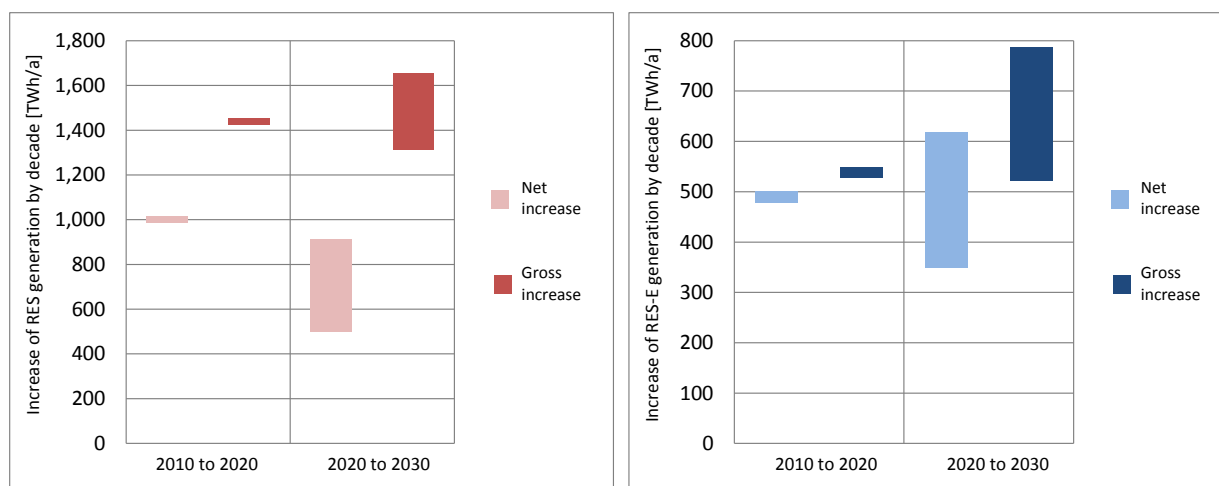 Increase of RES generation by decade [TWh/a]
1,800
1,600
1,400
1,200
1,000
800
600
400
200
0
2010 to 2020
2020 to 2030
Net
increase
Gross
increase
Increase of RES-E generation by decade [TWh/a]
800
700
600
500
400
300
200
100
0
2010 to 2020
2020 to 2030
Net
increase
Gross
increase